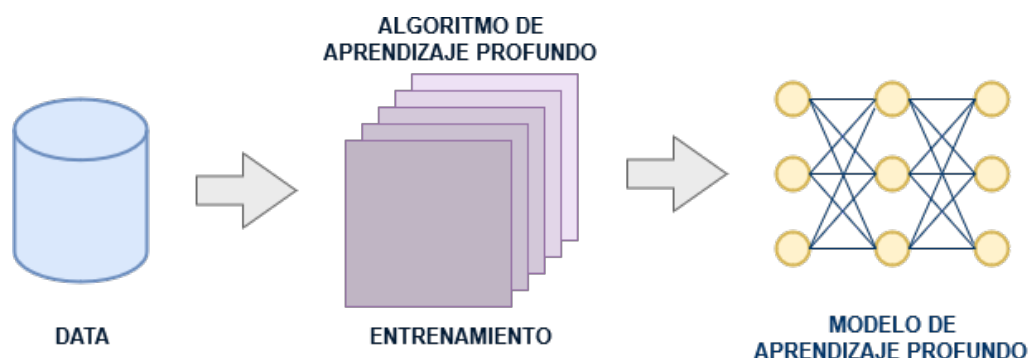 ALGORITMO DE
APRENDIZAJE PROFUNDO
DATA
ENTRENAMIENTO
MODELO DE
APRENDIZAJE PROFUNDO